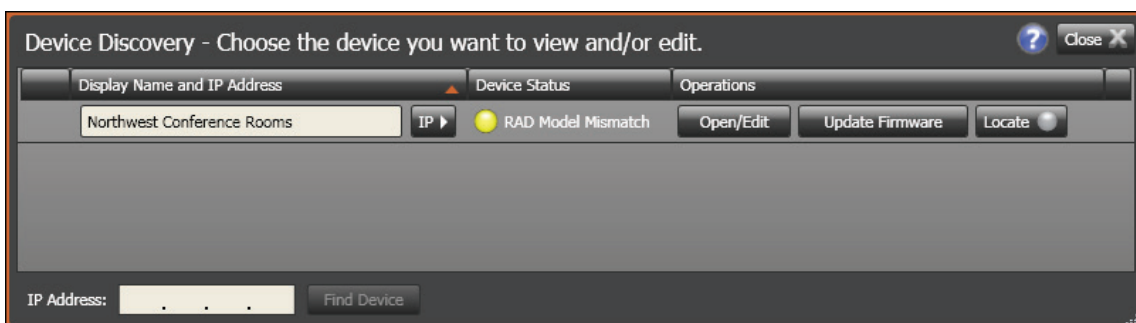 Device Discovery - Choose the device you want to view and/or edit. ? Close X
Display Name and IP Address Device Status Operations
Northwest Conference Rooms IP RAD Model Mismatch Open/Edit Update Firmware Locate
IP Address: . . . Find Device